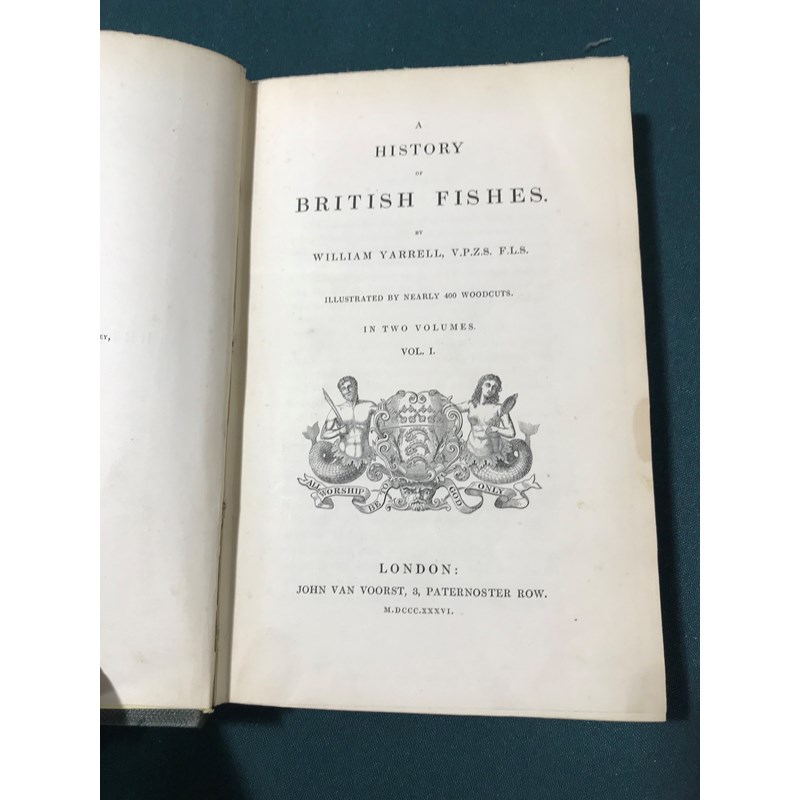 A
HISTORY
OF
BRITISH FISHES.
BY
WILLIAM YARRELL, V.P.Z.S. F.L.S.
ILLUSTRATED BY NEARLY 400 WOODCUTS.
IN TWO VOLUMES.
VOL. I.
ALL WORSHIP BE TO GOD ONLY
LONDON:
JOHN VAN VOORST, 3, PATERNOSTER ROW.
M.DCCC.XXXVI.